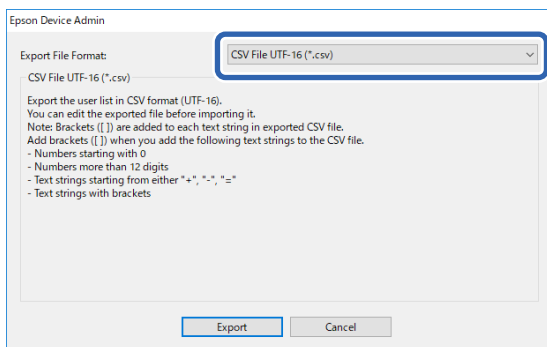 Epson Device Admin
Export File Format:
CSV File UTF-16 (*.csv)
CSV File UTF-16 (*.csv)
Export the user list in CSV format (UTF-16).
You can edit the exported file before importing it.
Note: Brackets ([ ]) are added to each text string in exported CSV file.
Add brackets ([ ]) when you add the following text strings to the CSV file.
- Numbers starting with 0
- Numbers more than 12 digits
- Text strings starting from either "+", "-", "="
- Text strings with brackets
Export
Cancel